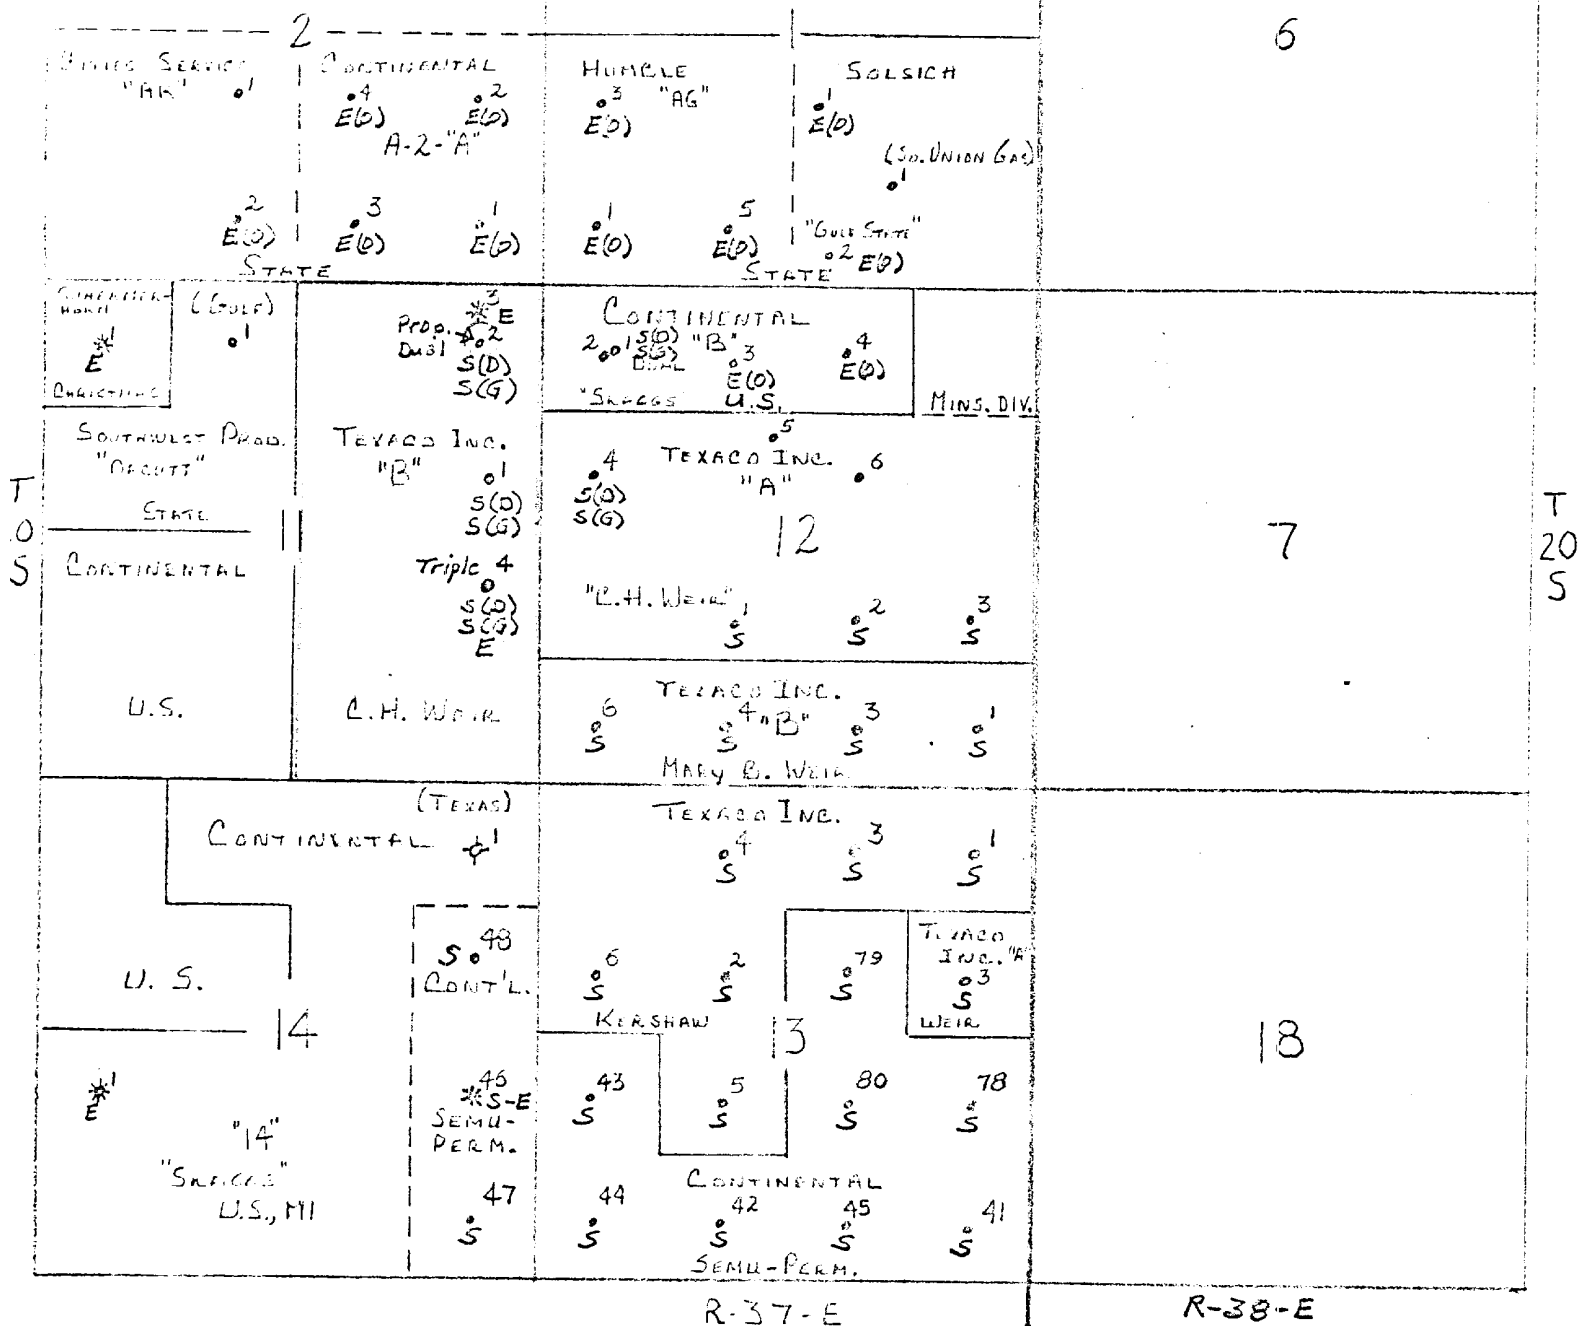 2
6
"AK"
1
CONTINENTAL
4
E(O)
2
E(O)
A-2-"A"
HUMBLE
"AG"
3
E(O)
SOLSICH
1
E(O)
(SO. UNION GAS)
1
2
E(O)
3
E(O)
1
E(O)
STATE
1
E(O)
5
E(O)
STATE
"GULF STATE"
2 E(O)
1
E
(GULF)
1
3
E
Prop.
Dual
2
S(O)
S(G)
CONTINENTAL
"B"
2
1
S(O)
S(G)
DUAL
3
E(O)
4
E(O)
"SKAGGS"
U.S.
MINS. DIV.
SOUTHWEST PROD.
STATE
TEXACO INC.
"B"
1
S(O)
S(G)
TEXACO INC.
"A"
5
4
S(O)
S(G)
6
T
0
S
11
12
7
T
20
S
CONTINENTAL
Triple 4
S(O)
S(G)
E
"C.H. WEIR"
1
S
2
S
3
S
U.S.
C.H. WEIR
TEXACO INC.
"B"
6
S
4
S
3
S
1
S
MARY B. WEIR
CONTINENTAL
(TEXAS)
1
TEXACO INC.
4
S
3
S
1
S
U. S.
S 48
CONT'L.
6
S
2
S
79
S
TEXACO
INC. "A"
3
S
WEIR
KERSHAW
14
13
18
1
E
"14"
"SKAGGS"
U.S., MI
46
S-E
SEMU-
PERM.
43
S
5
S
80
S
78
S
47
S
44
S
CONTINENTAL
42
S
45
S
41
S
SEMU-PERM.
R-37-E
R-38-E